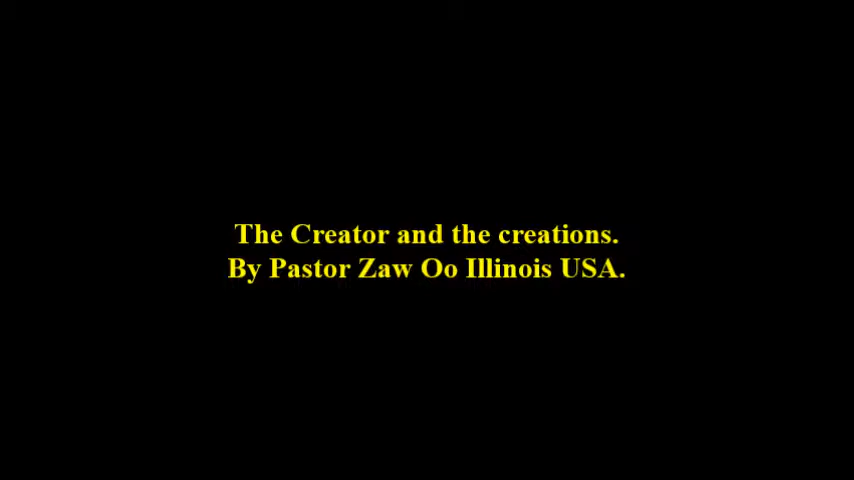 The Creator and the creations.
By Pastor Zaw Oo Illinois USA.